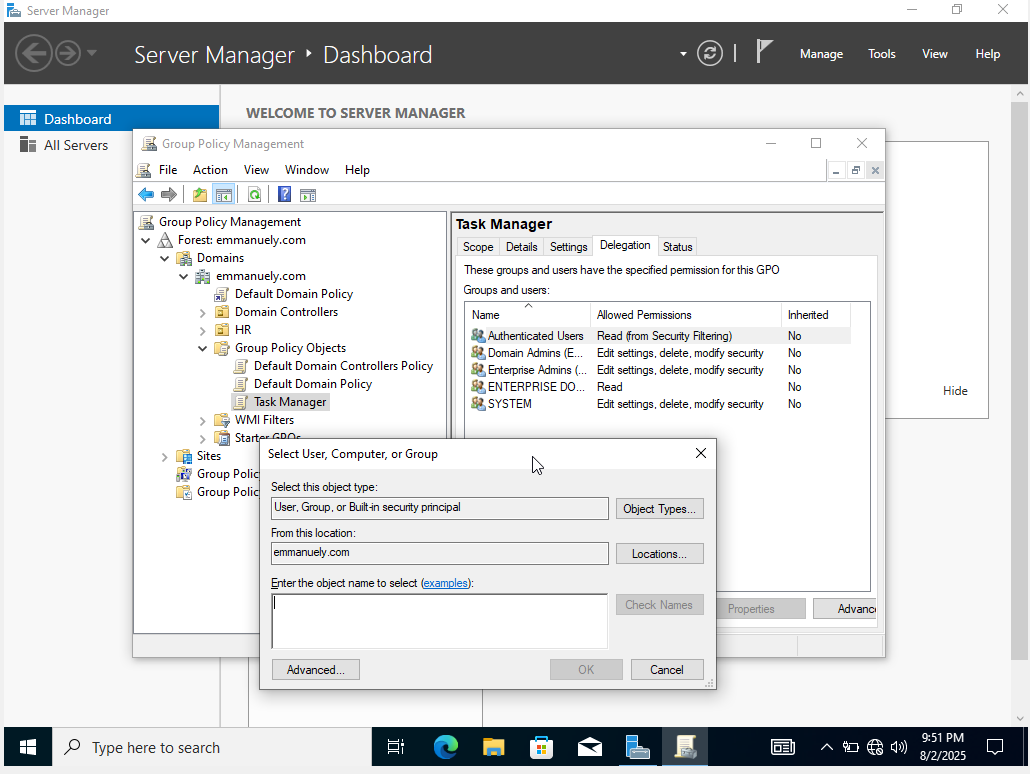 Server Manager
Server Manager ‣ Dashboard
Manage
Tools
View
Help
Dashboard
All Servers
WELCOME TO SERVER MANAGER
Hide
Group Policy Management
File
Action
View
Window
Help
Group Policy Management
Forest: emmanuely.com
Domains
emmanuely.com
Default Domain Policy
Domain Controllers
HR
Group Policy Objects
Default Domain Controllers Policy
Default Domain Policy
Task Manager
WMI Filters
Starter GPOs
Sites
Group Polic
Group Polic
Task Manager
Scope
Details
Settings
Delegation
Status
These groups and users have the specified permission for this GPO
Groups and users:
Name Allowed Permissions Inherited
Authenticated Users Read (from Security Filtering) No
Domain Admins (E... Edit settings, delete, modify security No
Enterprise Admins (... Edit settings, delete, modify security No
ENTERPRISE DO... Read No
SYSTEM Edit settings, delete, modify security No
Properties
Advanc
Select User, Computer, or Group
Select this object type:
User, Group, or Built-in security principal
Object Types...
From this location:
emmanuely.com
Locations...
Enter the object name to select (examples):
Check Names
Advanced...
OK
Cancel
Type here to search
9:51 PM
8/2/2025